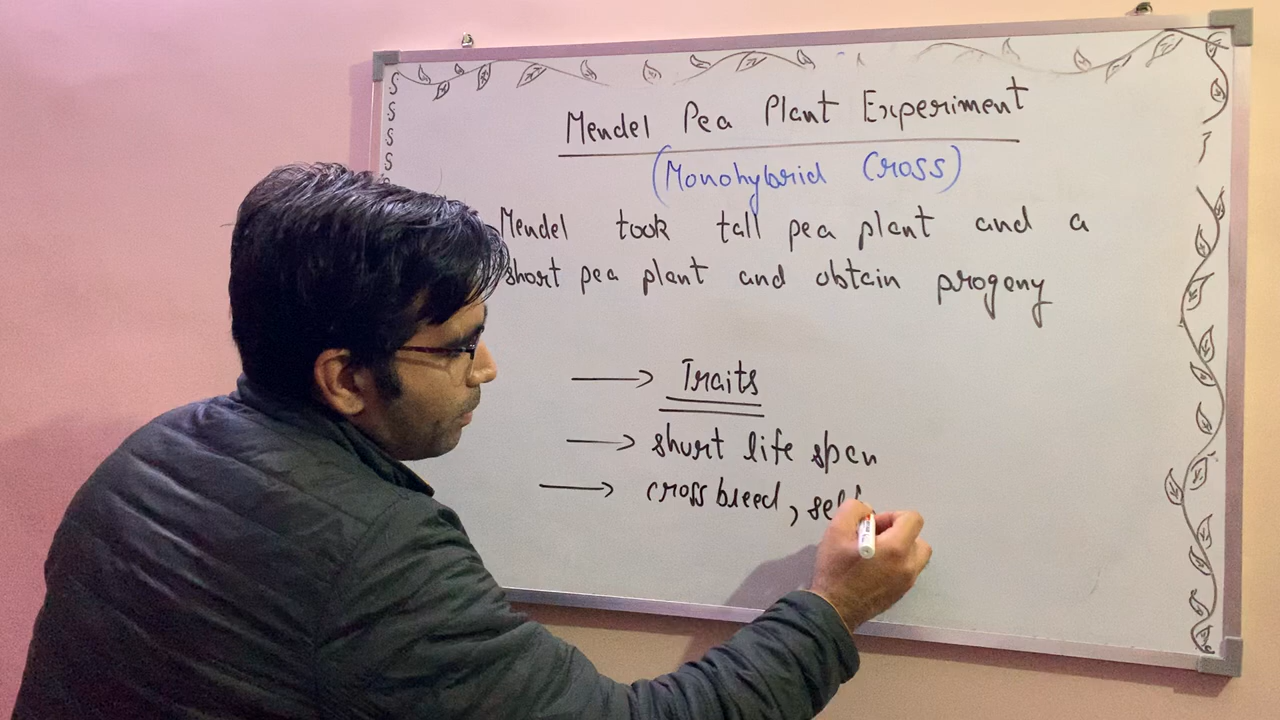 Mendel Pea Plant Experiment
(Monohybrid Cross)
Mendel took tall pea plant and a
short pea plant and obtain progeny
→ Traits
→ short life span
→ cross breed, self